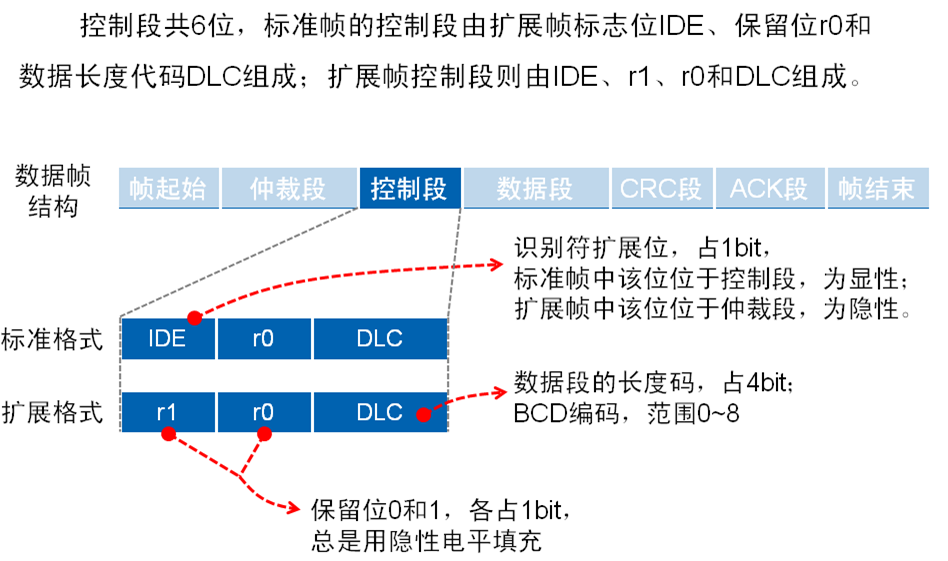 控制段共6位，标准帧的控制段由扩展帧标志位IDE、保留位r0和
数据长度代码DLC组成；扩展帧控制段则由IDE、r1、r0和DLC组成。
数据帧
结构
帧起始
仲裁段
控制段
数据段
CRC段
ACK段
帧结束
识别符扩展位，占1bit，
标准帧中该位位于控制段，为显性；
扩展帧中该位位于仲裁段，为隐性。
标准格式
IDE
r0
DLC
数据段的长度码，占4bit；
BCD编码，范围0~8
扩展格式
r1
r0
DLC
保留位0和1，各占1bit，
总是用隐性电平填充